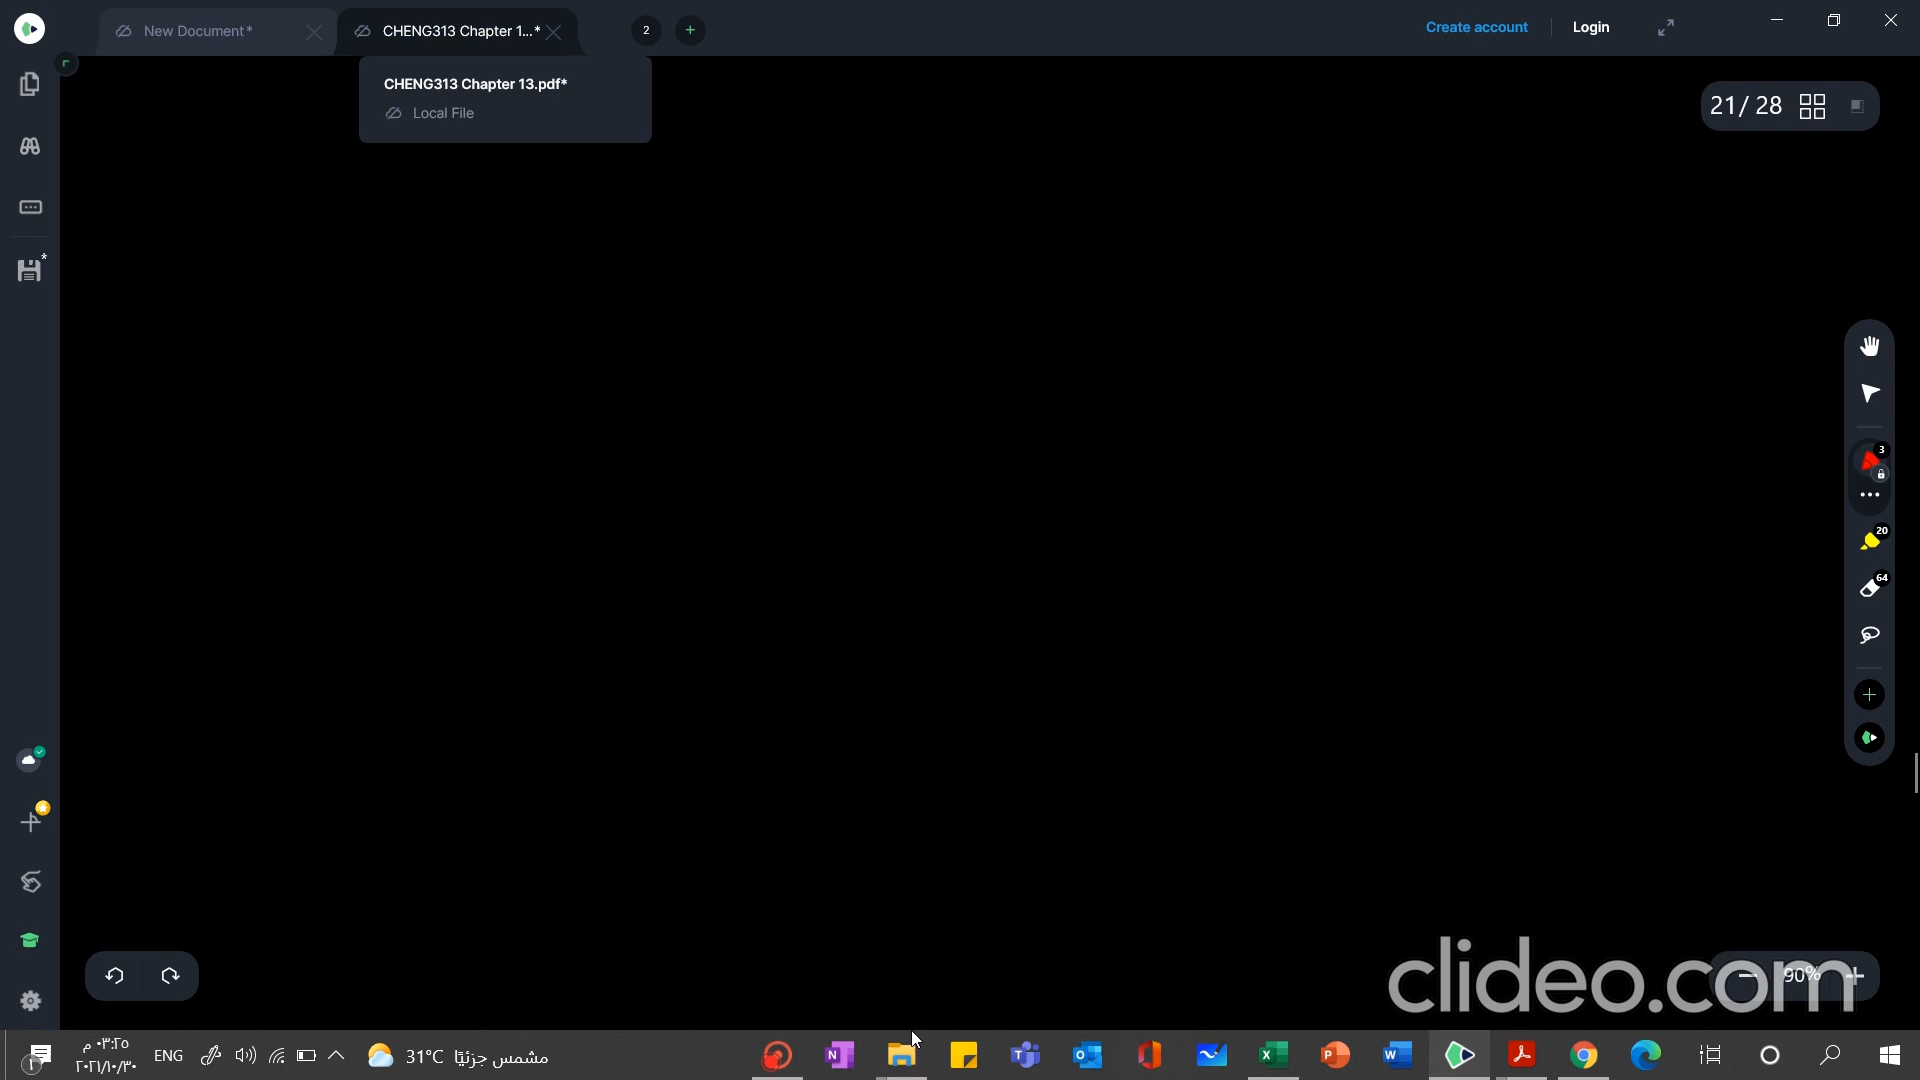 New Document*
CHENG313 Chapter 1...*
2
Create account
Login
CHENG313 Chapter 13.pdf*
Local File
21/ 28
3
20
64
90%
clideo.com
٠٣:٢٥ م
٢٠٢١/١٠/٣٠
ENG
31°C مشمس جزئيًا